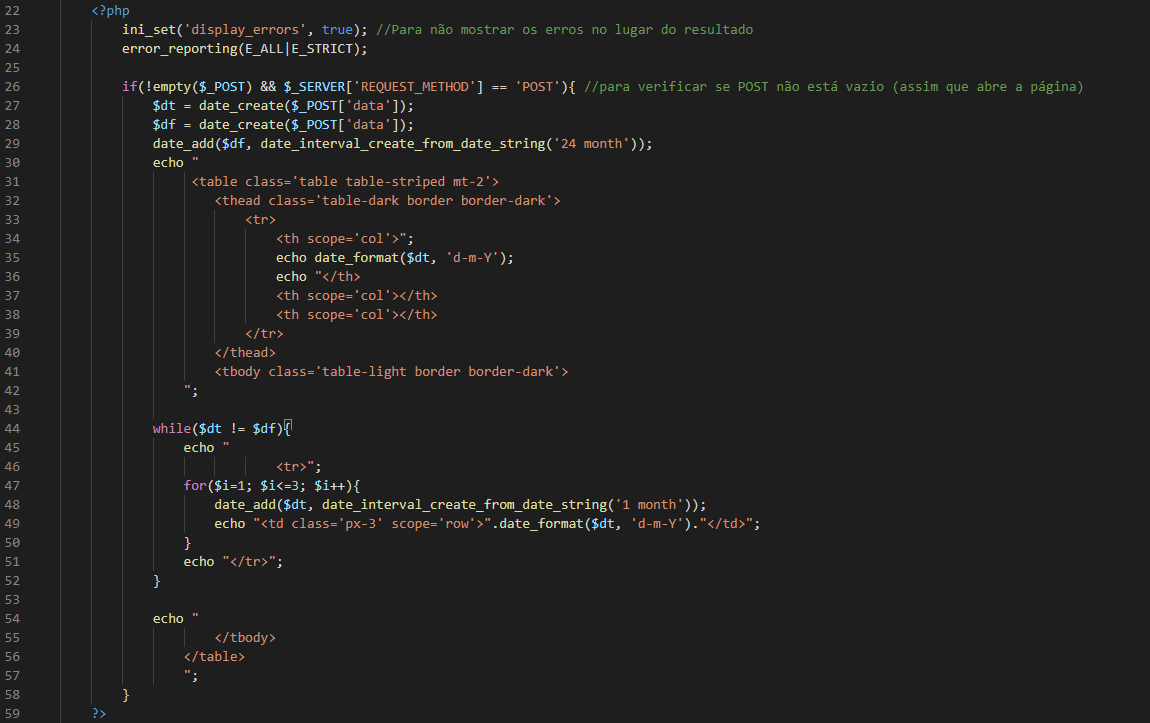 22 <?php
23 ini_set('display_errors', true); //Para não mostrar os erros no lugar do resultado
24 error_reporting(E_ALL|E_STRICT);
25
26 if(!empty($_POST) && $_SERVER['REQUEST_METHOD'] == 'POST'){ //para verificar se POST não está vazio (assim que abre a página)
27 $dt = date_create($_POST['data']);
28 $df = date_create($_POST['data']);
29 date_add($df, date_interval_create_from_date_string('24 month'));
30 echo "
31 <table class='table table-striped mt-2'>
32 <thead class='table-dark border border-dark'>
33 <tr>
34 <th scope='col'>";
35 echo date_format($dt, 'd-m-Y');
36 echo "</th>
37 <th scope='col'></th>
38 <th scope='col'></th>
39 </tr>
40 </thead>
41 <tbody class='table-light border border-dark'>
42 ";
43
44 while($dt != $df){
45 echo "
46 <tr>";
47 for($i=1; $i<=3; $i++){
48 date_add($dt, date_interval_create_from_date_string('1 month'));
49 echo "<td class='px-3' scope='row'>".date_format($dt, 'd-m-Y')."</td>";
50 }
51 echo "</tr>";
52 }
53
54 echo "
55 </tbody>
56 </table>
57 ";
58 }
59 ?>